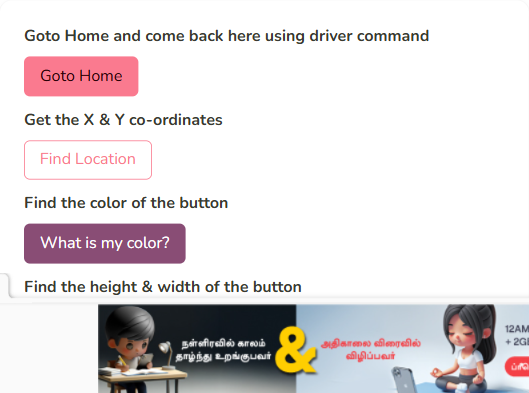 Goto Home and come back here using driver command
Goto Home
Get the X & Y co-ordinates
Find Location
Find the color of the button
What is my color?
Find the height & width of the button
நள்ளிரவில் காலம்
தாழ்ந்து உறங்குபவர்
&
அதிகாலை விரைவில்
விழிப்பவர்
12AM
+ 2G